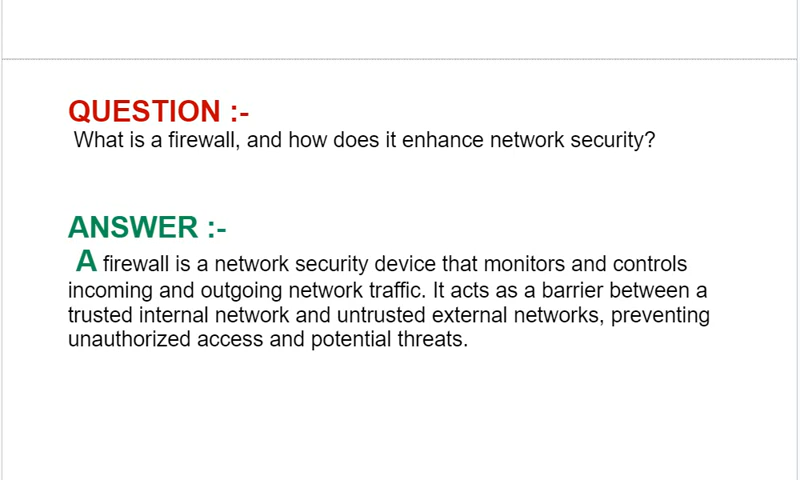 QUESTION :-
What is a firewall, and how does it enhance network security?
ANSWER :-
A firewall is a network security device that monitors and controls
incoming and outgoing network traffic. It acts as a barrier between a
trusted internal network and untrusted external networks, preventing
unauthorized access and potential threats.